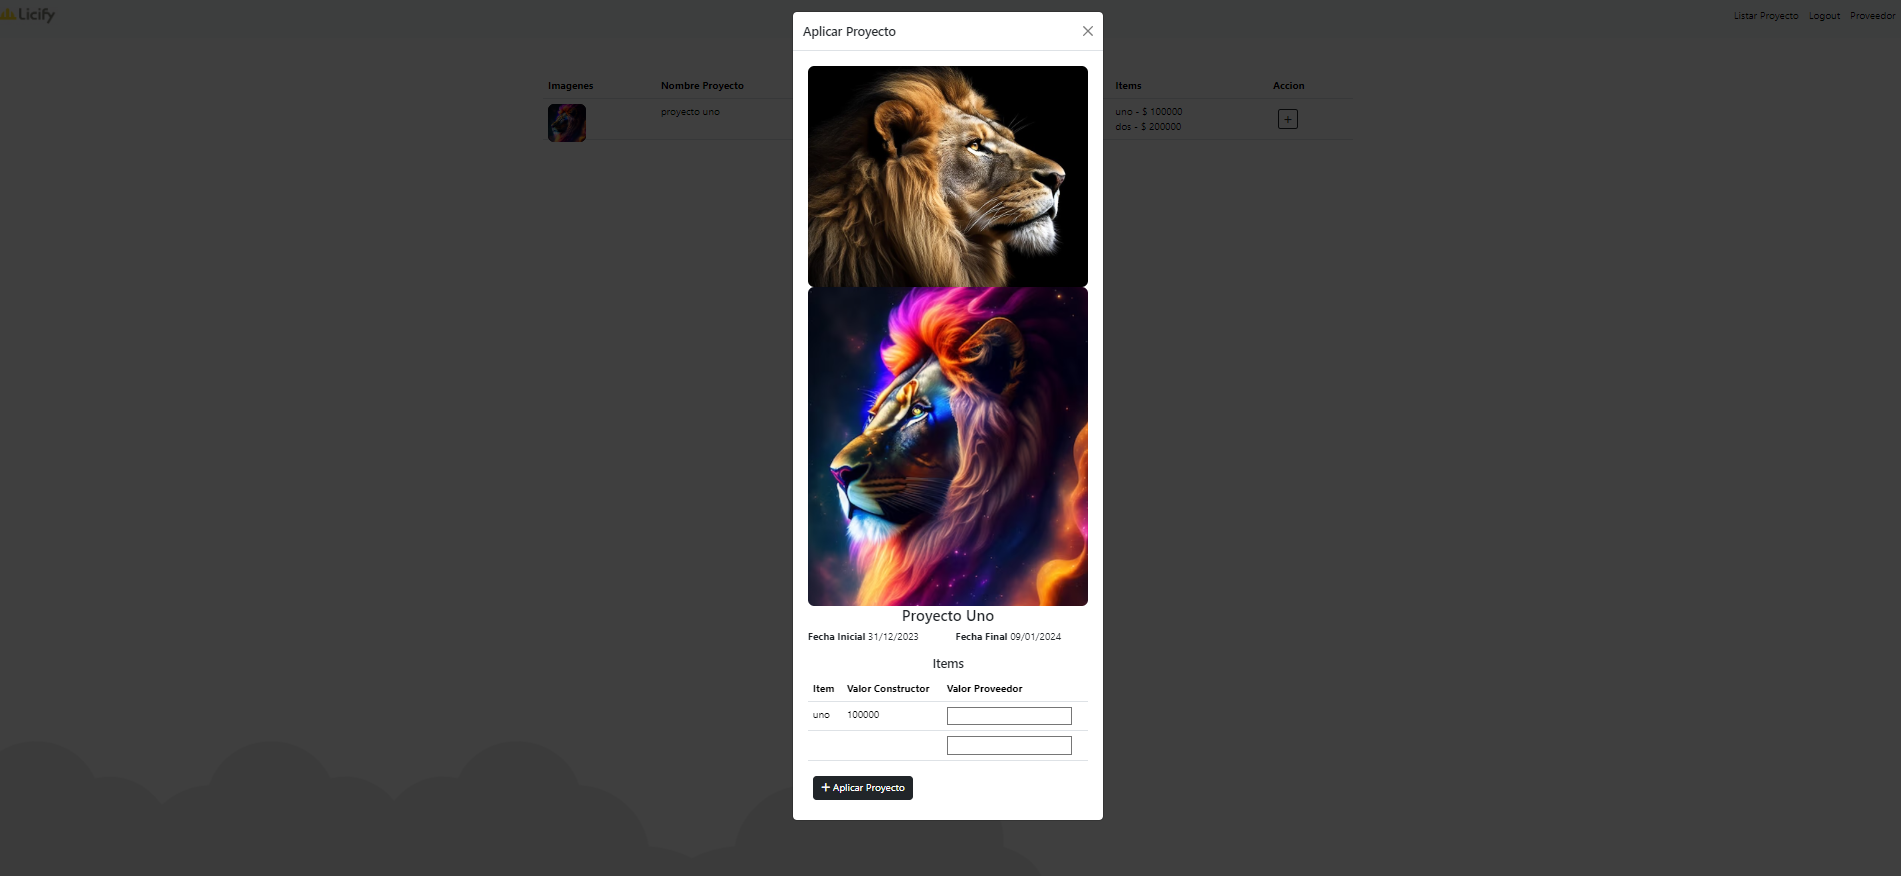 Licify
Listar Proyecto Logout Proveedor
Aplicar Proyecto
Imagenes Nombre Proyecto Items Accion
proyecto uno uno - $ 100000
dos - $ 200000
+
Proyecto Uno
Fecha Inicial 31/12/2023 Fecha Final 09/01/2024
Items
Item Valor Constructor Valor Proveedor
uno 100000
+ Aplicar Proyecto